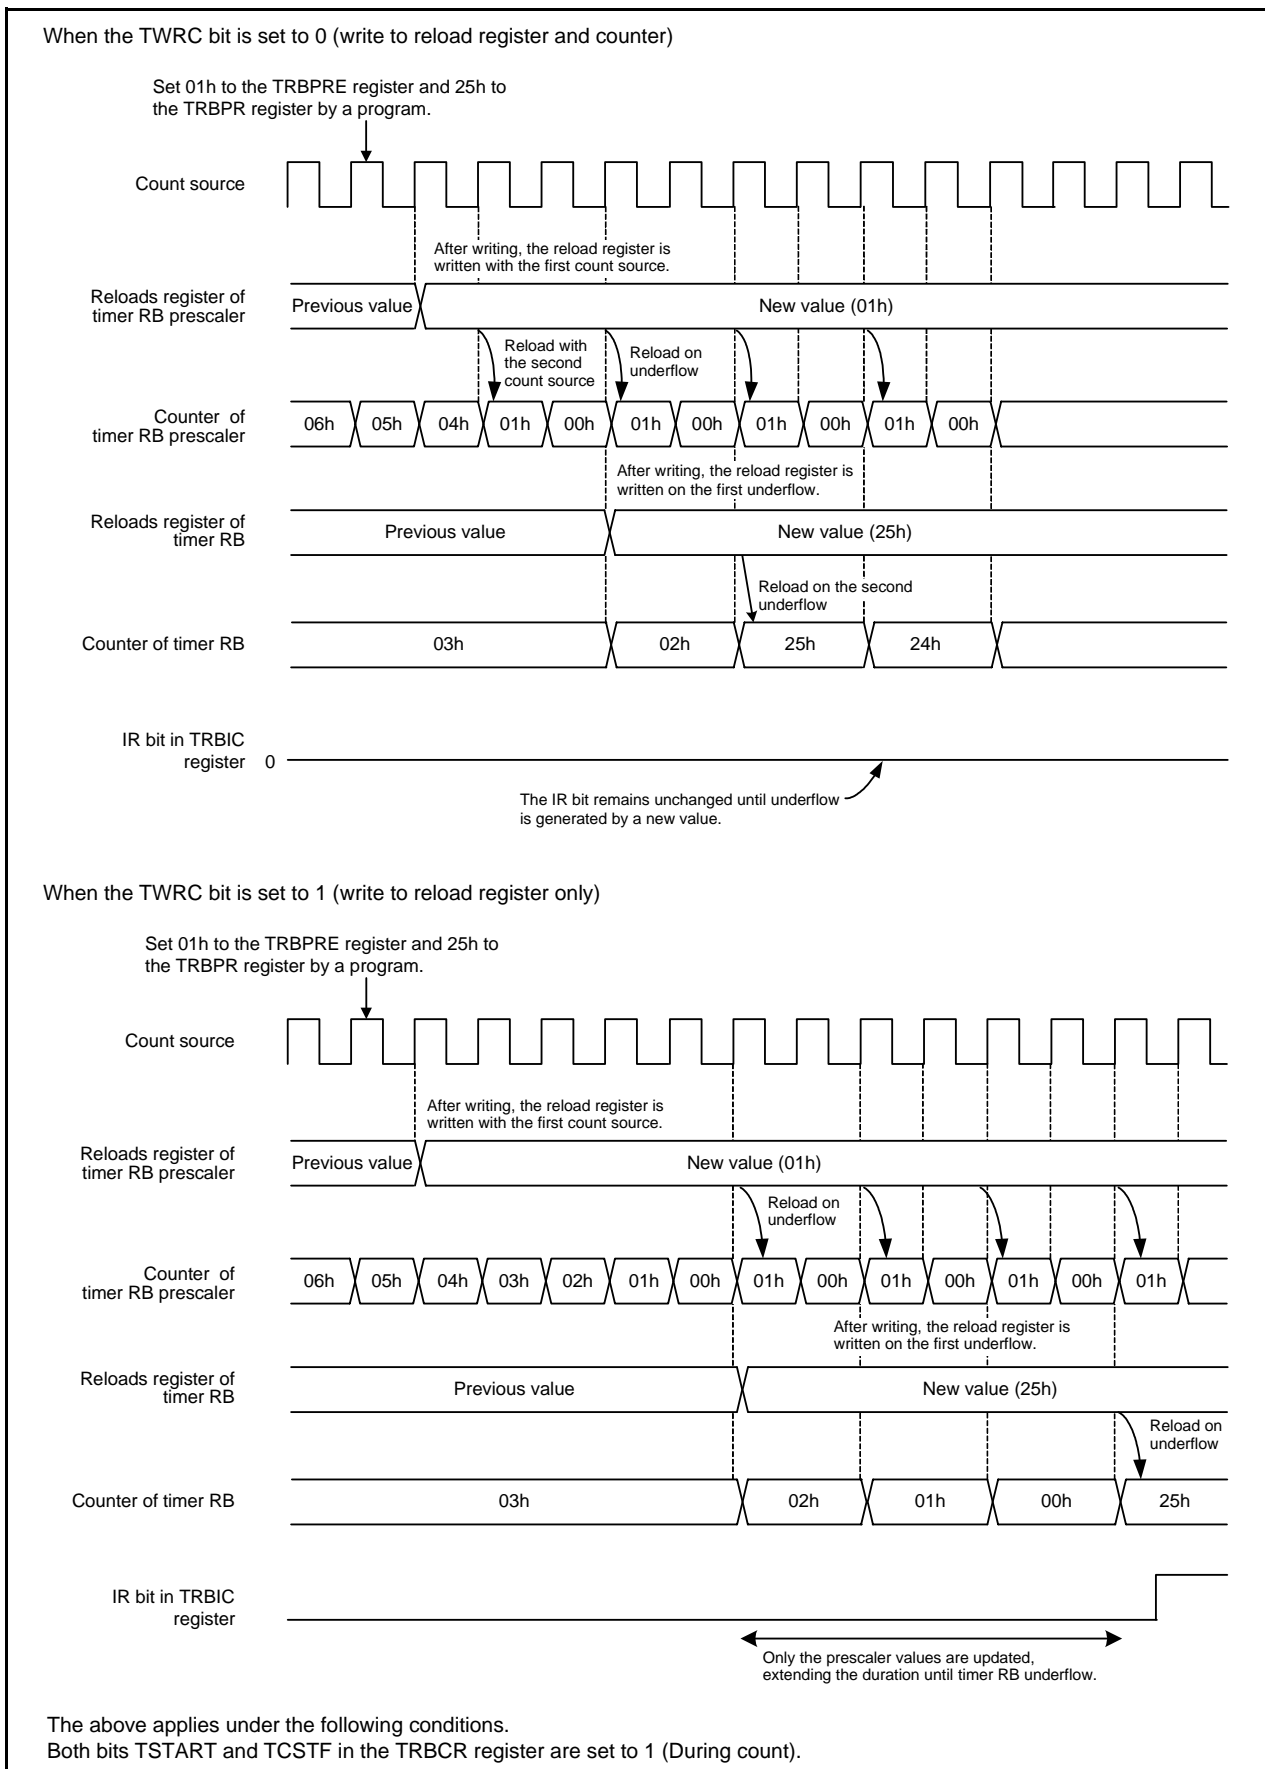 When the TWRC bit is set to 0 (write to reload register and counter)
Set 01h to the TRBPRE register and 25h to
the TRBPR register by a program.
Count source
After writing, the reload register is
written with the first count source.
Reloads register of
timer RB prescaler
Previous value
New value (01h)
Reload with
the second
count source
Reload on
underflow
Counter of
timer RB prescaler
06h 05h 04h 01h 00h 01h 00h 01h 00h 01h 00h
After writing, the reload register is
written on the first underflow.
Reloads register of
timer RB
Previous value
New value (25h)
Reload on the second
underflow
Counter of timer RB
03h 02h 25h 24h
IR bit in TRBIC
register
0
The IR bit remains unchanged until underflow
is generated by a new value.
When the TWRC bit is set to 1 (write to reload register only)
Set 01h to the TRBPRE register and 25h to
the TRBPR register by a program.
Count source
After writing, the reload register is
written with the first count source.
Reloads register of
timer RB prescaler
Previous value
New value (01h)
Reload on
underflow
Counter of
timer RB prescaler
06h 05h 04h 03h 02h 01h 00h 01h 00h 01h 00h 01h 00h 01h
After writing, the reload register is
written on the first underflow.
Reloads register of
timer RB
Previous value
New value (25h)
Reload on
underflow
Counter of timer RB
03h 02h 01h 00h 25h
IR bit in TRBIC
register
Only the prescaler values are updated,
extending the duration until timer RB underflow.
The above applies under the following conditions.
Both bits TSTART and TCSTF in the TRBCR register are set to 1 (During count).